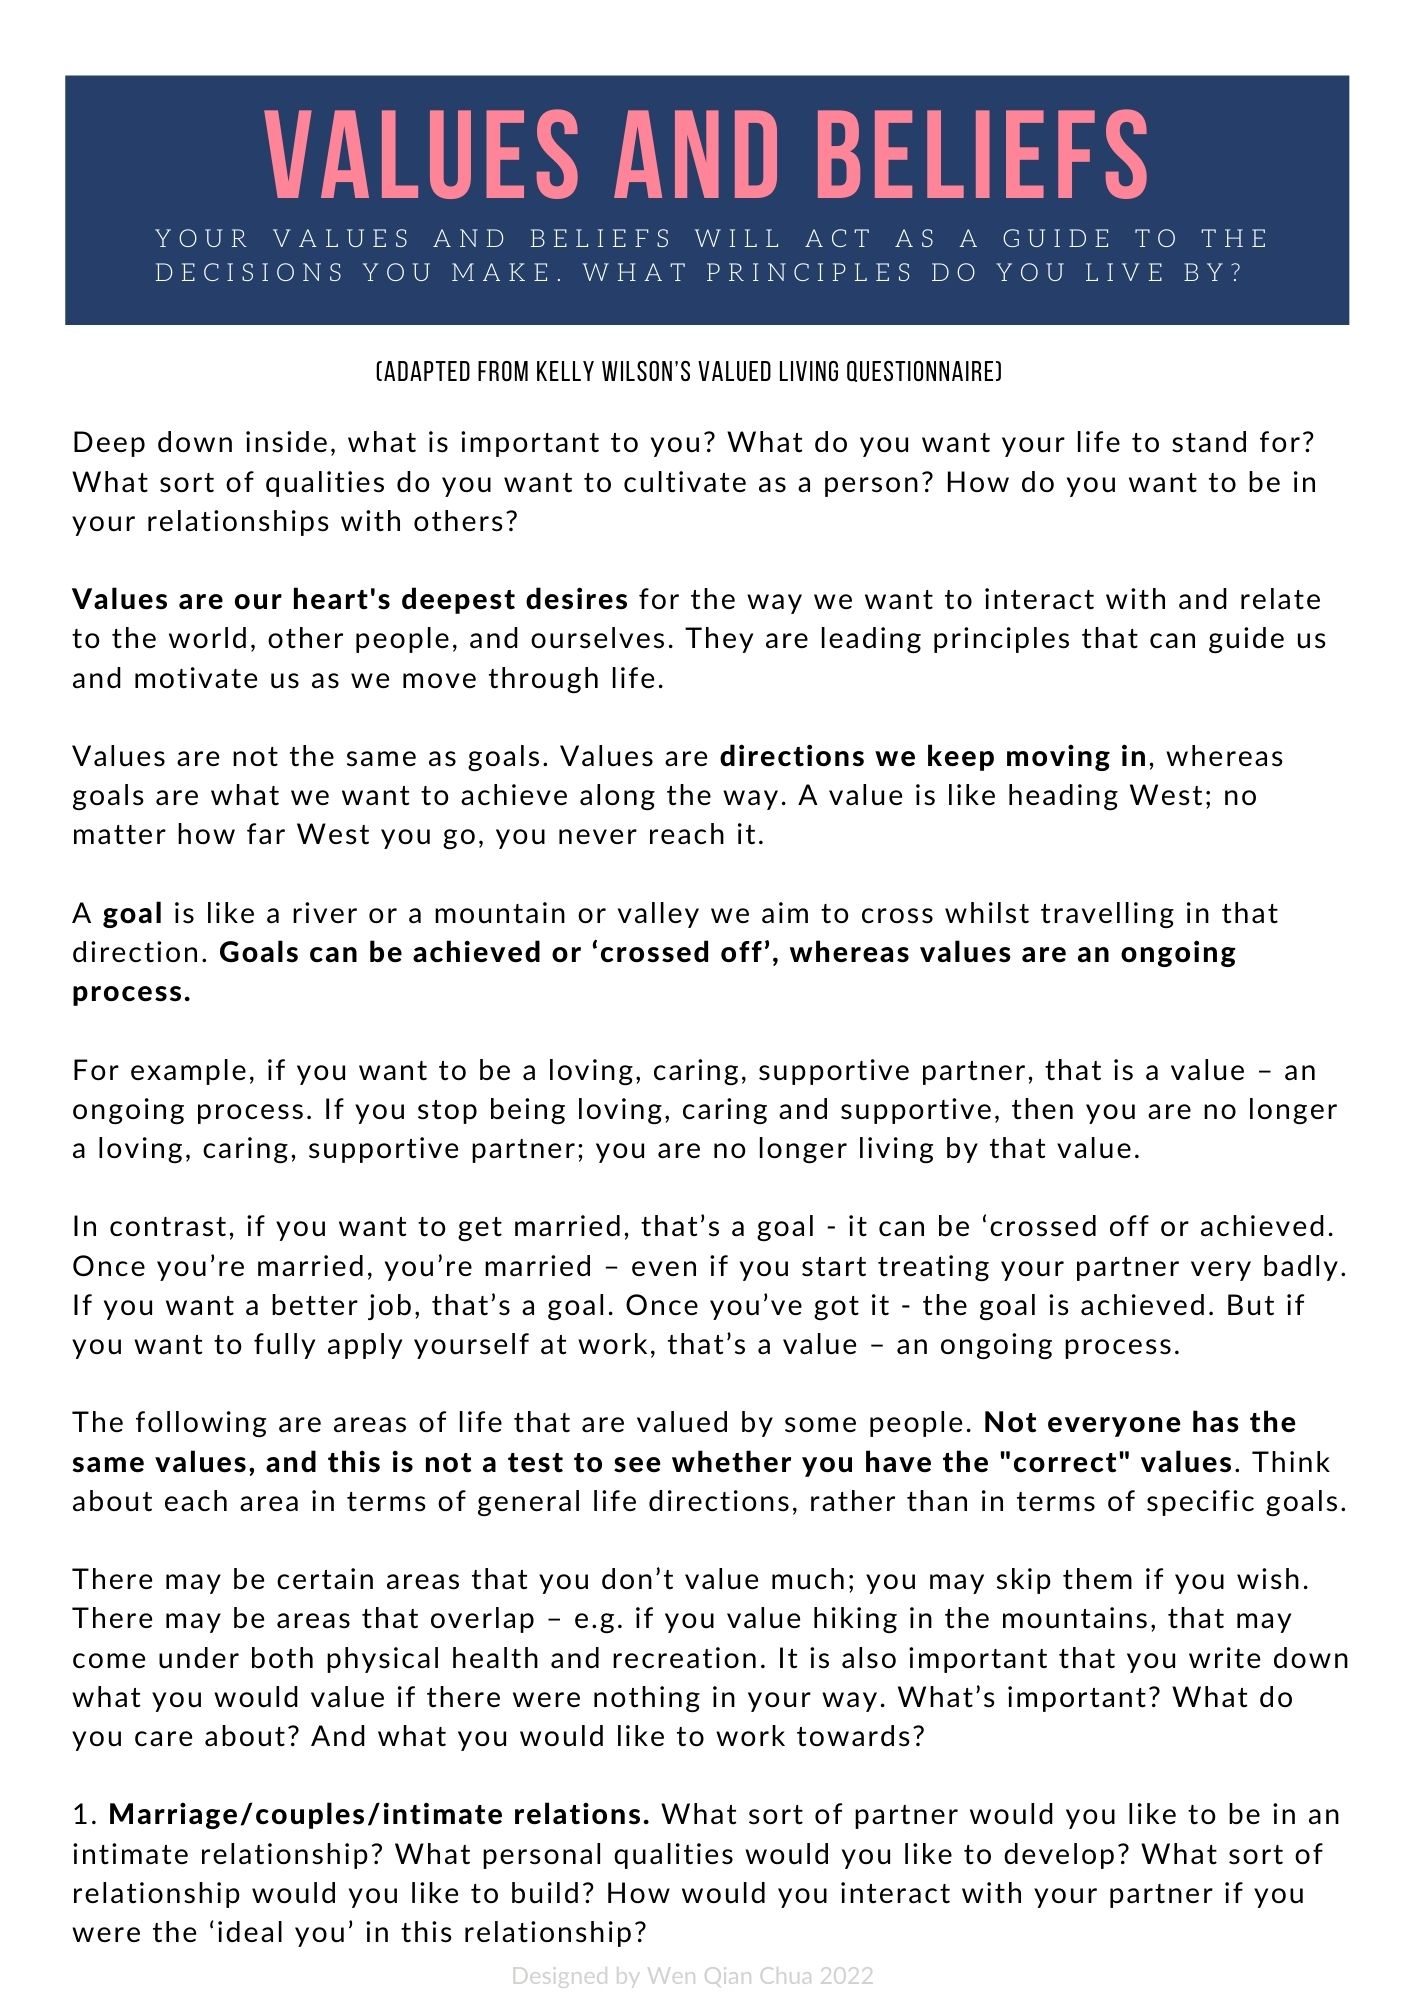 VALUES AND BELIEFS
YOUR VALUES AND BELIEFS WILL ACT AS A GUIDE TO THE
DECISIONS YOU MAKE. WHAT PRINCIPLES DO YOU LIVE BY?
(ADAPTED FROM KELLY WILSON'S VALUED LIVING QUESTIONNAIRE)
Deep down inside, what is important to you? What do you want your life to stand for?
What sort of qualities do you want to cultivate as a person? How do you want to be in
your relationships with others?
Values are our heart's deepest desires for the way we want to interact with and relate
to the world, other people, and ourselves. They are leading principles that can guide us
and motivate us as we move through life.
Values are not the same as goals. Values are directions we keep moving in, whereas
goals are what we want to achieve along the way. A value is like heading West; no
matter how far West you go, you never reach it.
A goal is like a river or a mountain or valley we aim to cross whilst travelling in that
direction. Goals can be achieved or ‘crossed off’, whereas values are an ongoing
process.
For example, if you want to be a loving, caring, supportive partner, that is a value – an
ongoing process. If you stop being loving, caring and supportive, then you are no longer
a loving, caring, supportive partner; you are no longer living by that value.
In contrast, if you want to get married, that’s a goal - it can be ‘crossed off or achieved.
Once you’re married, you’re married – even if you start treating your partner very badly.
If you want a better job, that’s a goal. Once you’ve got it - the goal is achieved. But if
you want to fully apply yourself at work, that’s a value – an ongoing process.
The following are areas of life that are valued by some people. Not everyone has the
same values, and this is not a test to see whether you have the "correct" values. Think
about each area in terms of general life directions, rather than in terms of specific goals.
There may be certain areas that you don’t value much; you may skip them if you wish.
There may be areas that overlap – e.g. if you value hiking in the mountains, that may
come under both physical health and recreation. It is also important that you write down
what you would value if there were nothing in your way. What’s important? What do
you care about? And what you would like to work towards?
1. Marriage/couples/intimate relations. What sort of partner would you like to be in an
intimate relationship? What personal qualities would you like to develop? What sort of
relationship would you like to build? How would you interact with your partner if you
were the ‘ideal you’ in this relationship?
Designed by Wen Qian Chua 2022